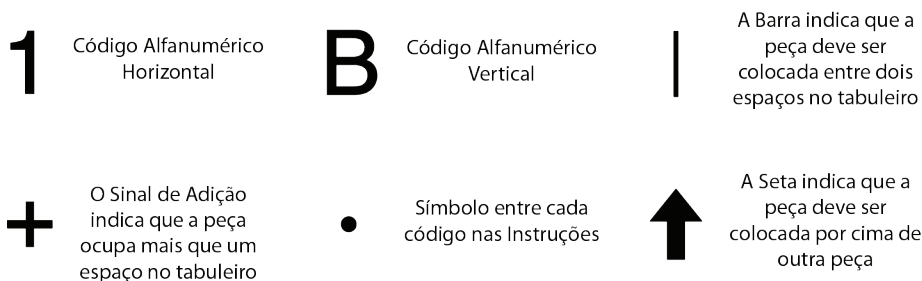 1
Código Alfanumérico
Horizontal
B
Código Alfanumérico
Vertical
|
A Barra indica que a
peça deve ser
colocada entre dois
espaços no tabuleiro
+
O Sinal de Adição
indica que a peça
ocupa mais que um
espaço no tabuleiro
•
Símbolo entre cada
código nas Instruções
⬆
A Seta indica que a
peça deve ser
colocada por cima de
outra peça